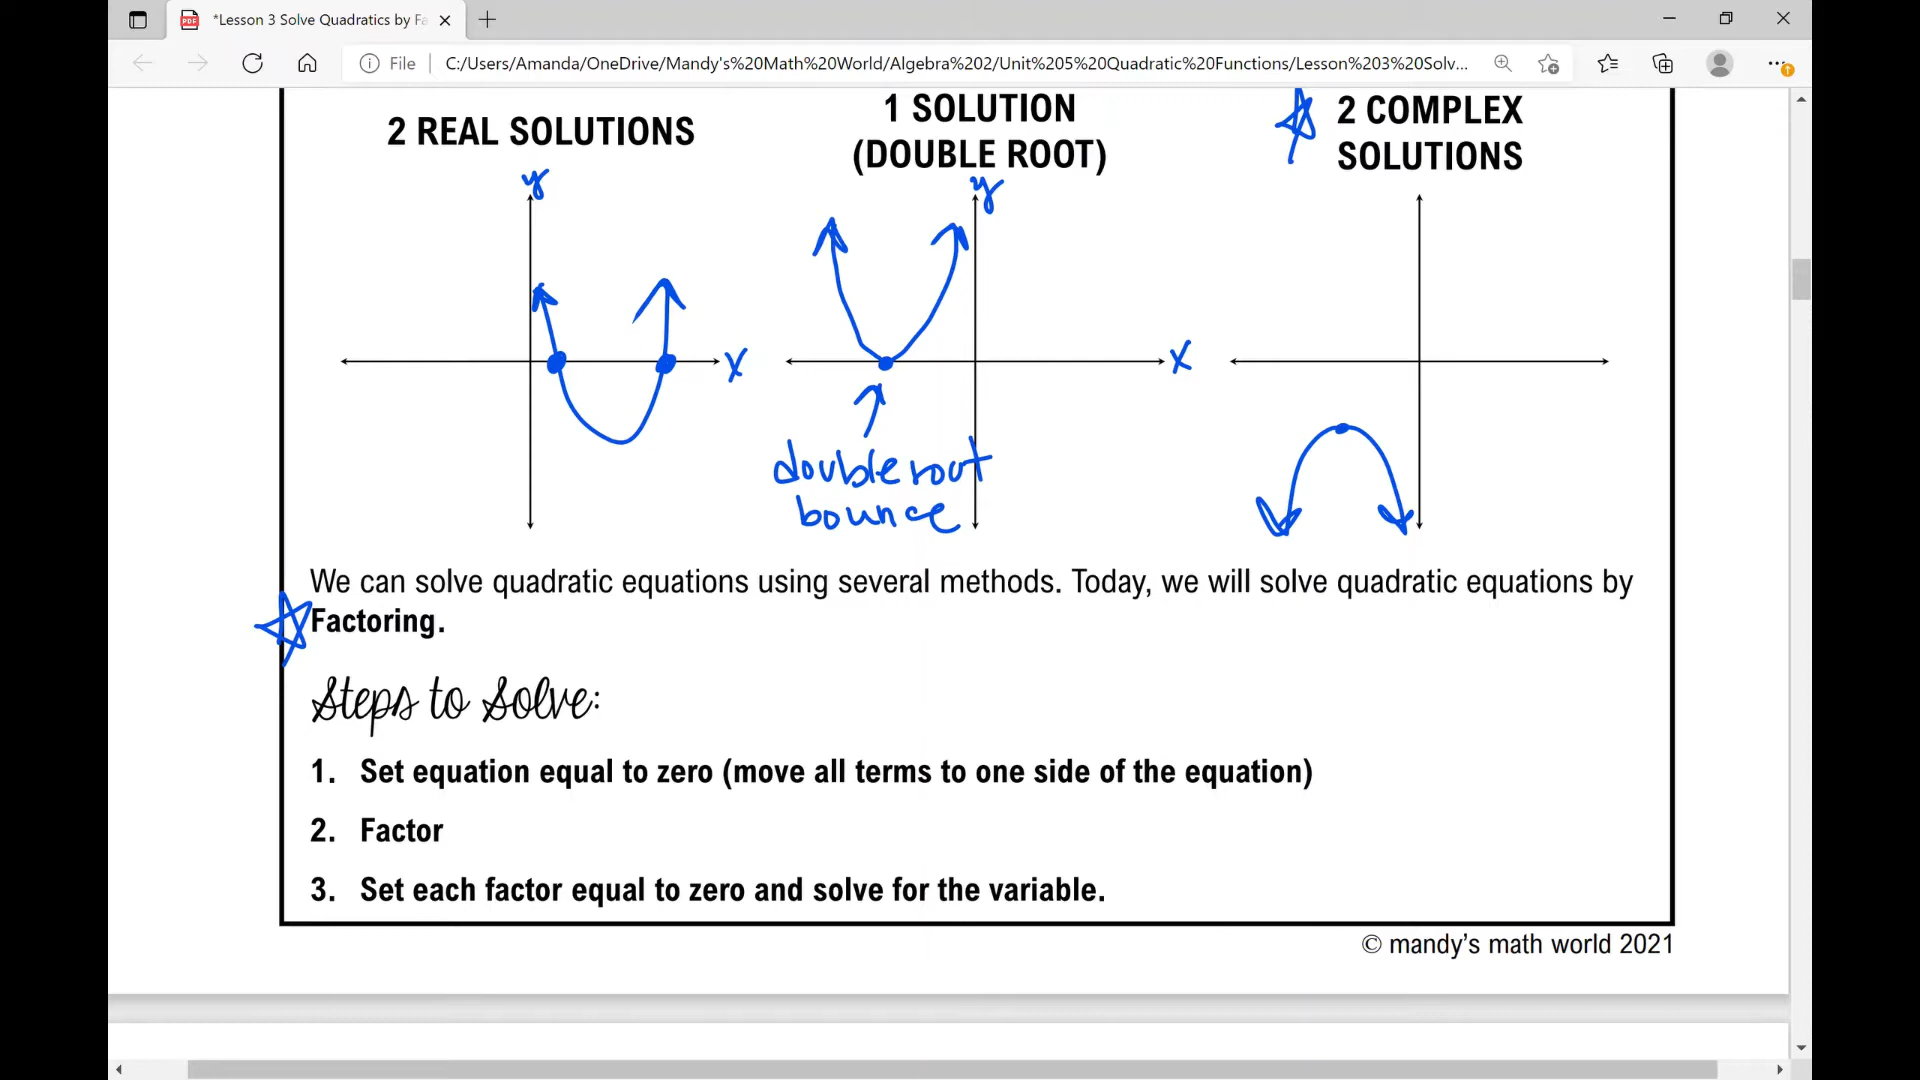 *Lesson 3 Solve Quadratics by Fa
File
C:/Users/Amanda/OneDrive/Mandy's%20Math%20World/Algebra%202/Unit%205%20Quadratic%20Functions/Lesson%203%20Solv...
2 REAL SOLUTIONS
1 SOLUTION
(DOUBLE ROOT)
2 COMPLEX
SOLUTIONS
y
y
x
x
double root
bounce
We can solve quadratic equations using several methods. Today, we will solve quadratic equations by
Factoring.
Steps to Solve:
1. Set equation equal to zero (move all terms to one side of the equation)
2. Factor
3. Set each factor equal to zero and solve for the variable.
© mandy's math world 2021